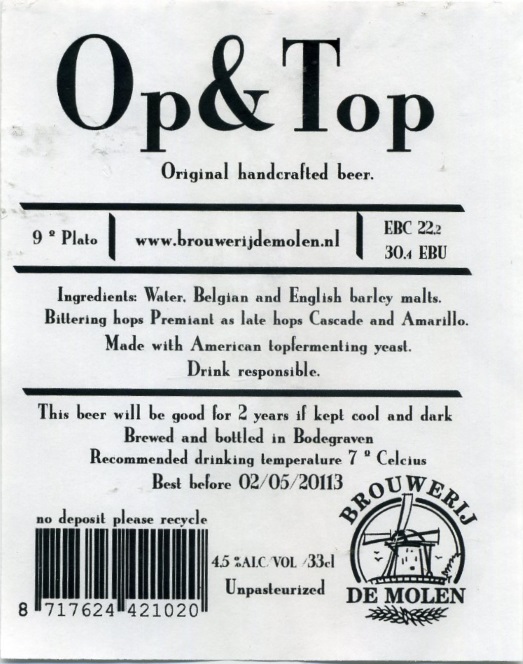 Op&Top
Original handcrafted beer.
9 º Plato
www.brouwerijdemolen.nl
EBC 22,2
30,4 EBU
Ingredients: Water, Belgian and English barley malts.
Bittering hops Premiant as late hops Cascade and Amarillo.
Made with American topfermenting yeast.
Drink responsible.
This beer will be good for 2 years if kept cool and dark
Brewed and bottled in Bodegraven
Recommended drinking temperature 7 º Celcius
Best before 02/05/20113
no deposit please recycle
8 717624 421020
4.5 %ALC/VOL /33cl
Unpasteurized
BROUWERIJ
DE MOLEN